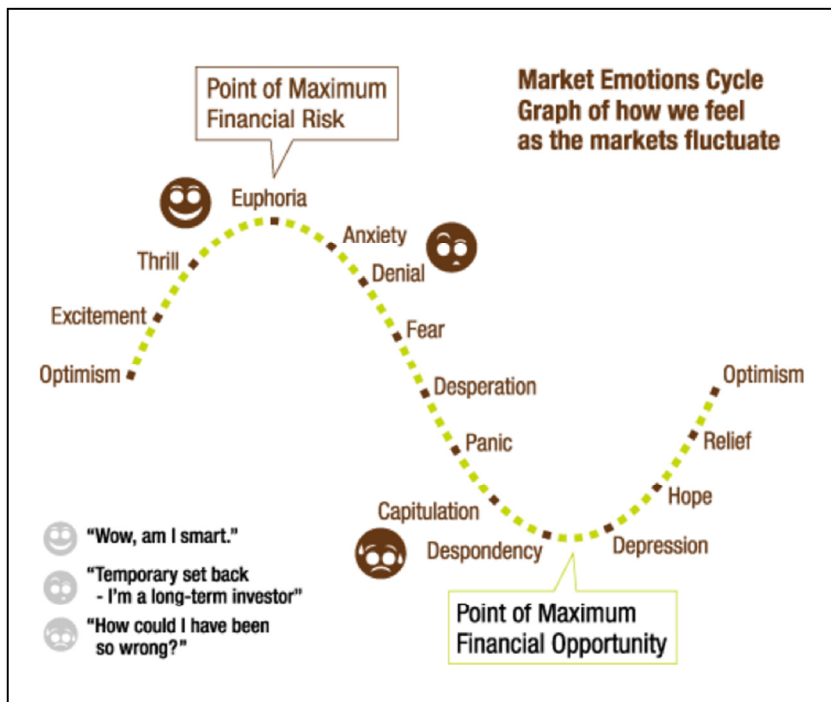 Market Emotions Cycle
Graph of how we feel
as the markets fluctuate
Point of Maximum
Financial Risk
Euphoria
Anxiety
Thrill
Denial
Excitement
Fear
Optimism
Desperation
Optimism
Panic
Relief
Capitulation
Hope
Despondency
Depression
"Wow, am I smart."
"Temporary set back
- I'm a long-term investor"
"How could I have been
so wrong?"
Point of Maximum
Financial Opportunity